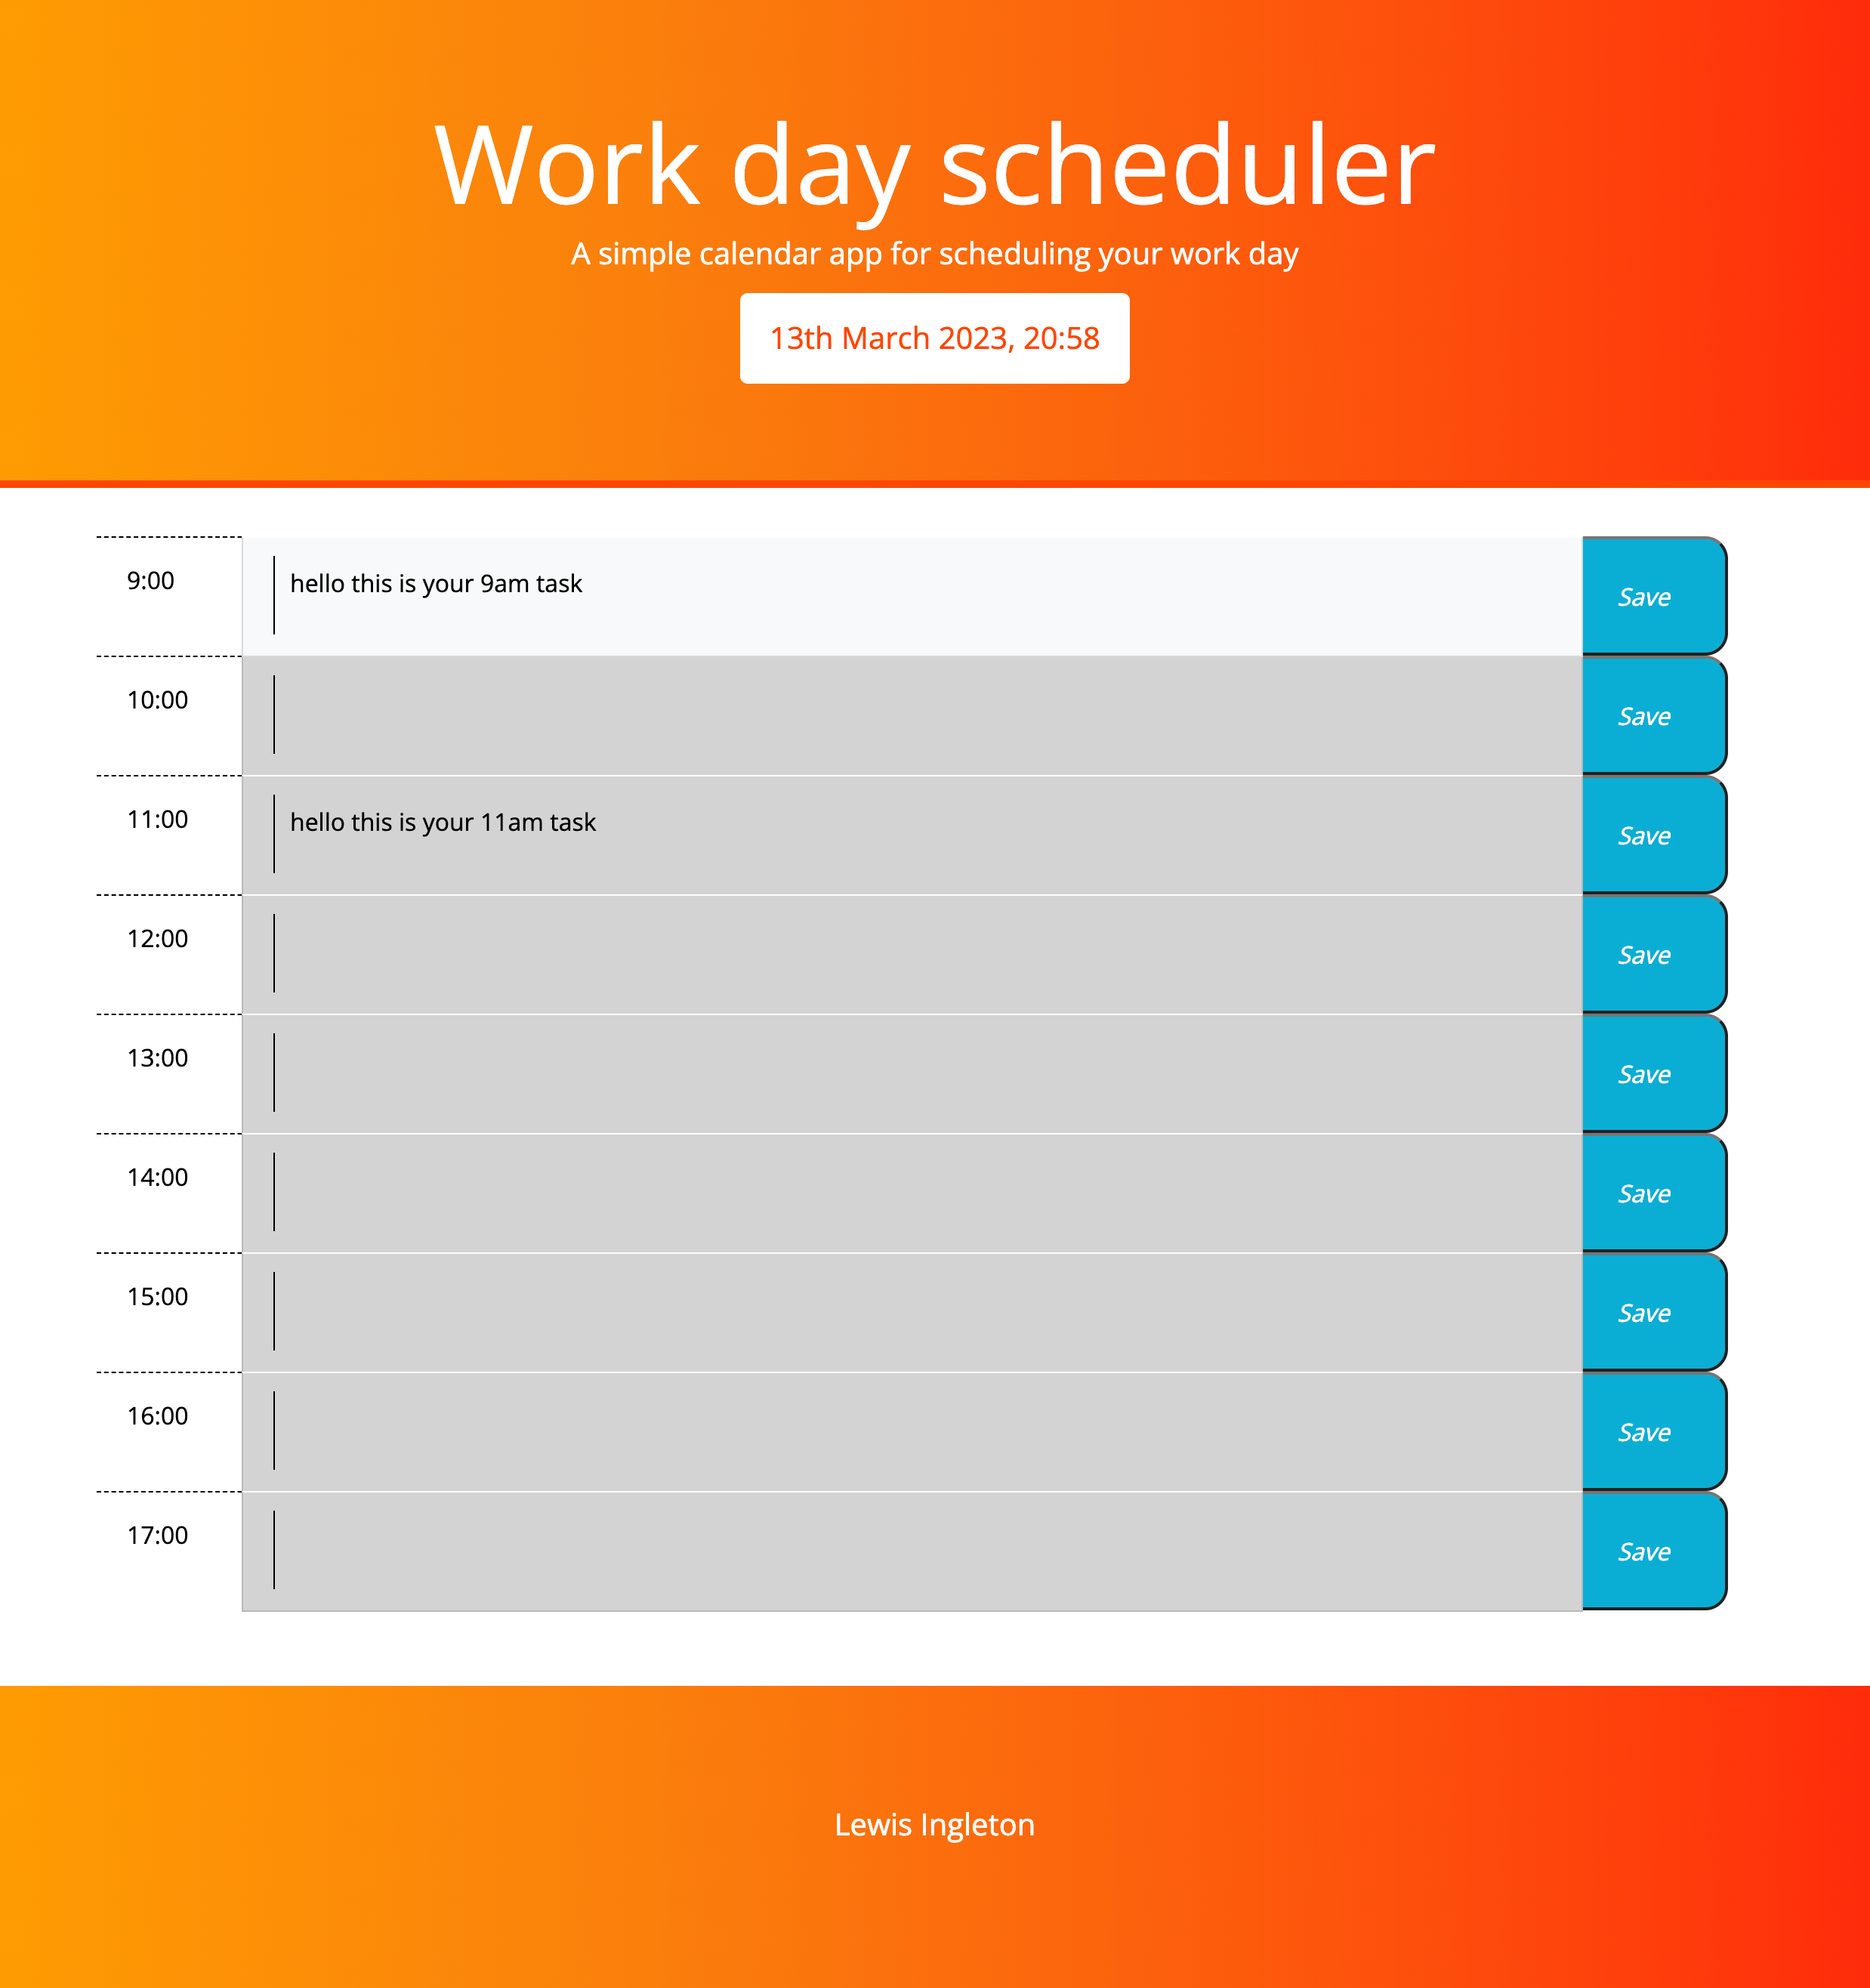 Work day scheduler
A simple calendar app for scheduling your work day
13th March 2023, 20:58
9:00 hello this is your 9am task Save
10:00 Save
11:00 hello this is your 11am task Save
12:00 Save
13:00 Save
14:00 Save
15:00 Save
16:00 Save
17:00 Save
Lewis Ingleton